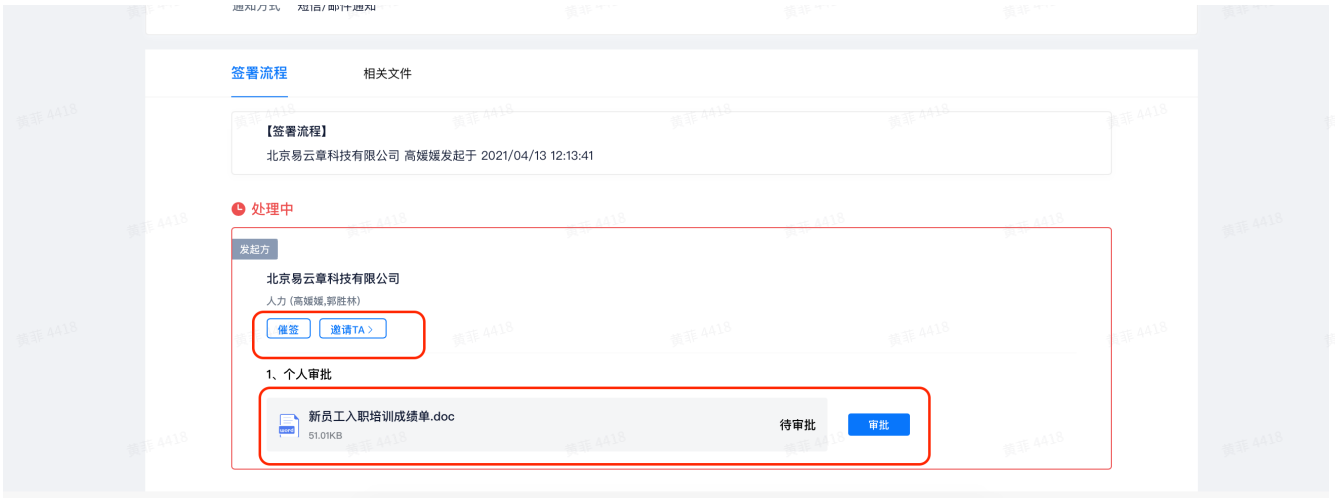 通知方式 短信/邮件通知
签署流程 相关文件
【签署流程】
北京易云章科技有限公司 高媛媛发起于 2021/04/13 12:13:41
处理中
发起方
北京易云章科技有限公司
人力 (高媛媛,郭胜林)
催签 邀请TA >
1、个人审批
新员工入职培训成绩单.doc
word
51.01KB
待审批 审批
黄菲 4418